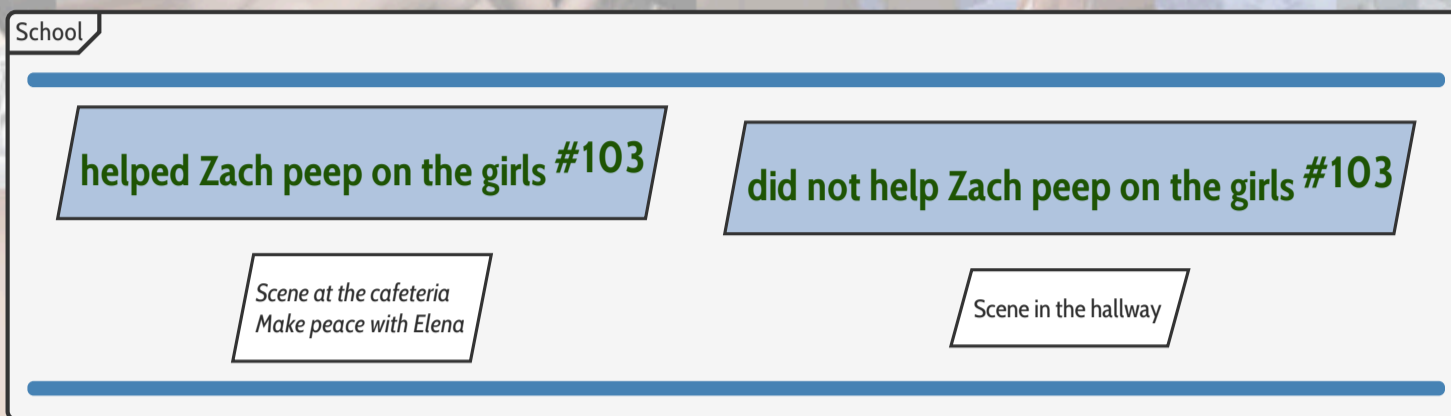 School
helped Zach peep on the girls #103
did not help Zach peep on the girls #103
Scene at the cafeteria
Make peace with Elena
Scene in the hallway